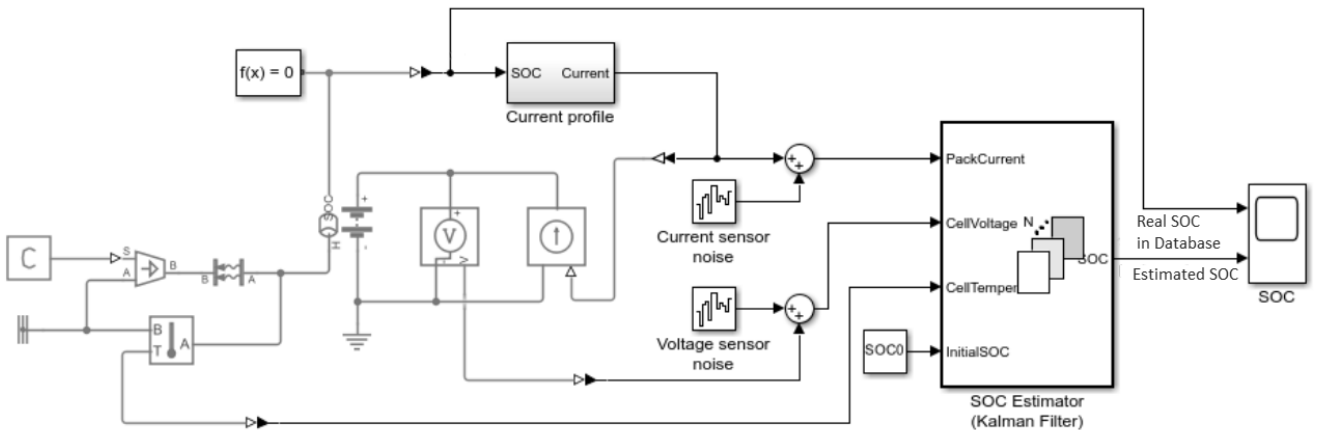 f(x) = 0
SOC Current
Current profile
PackCurrent
Current sensor
noise
CellVoltage
N
Real SOC
in Database
SOC
Estimated SOC
SOC
CellTemper
Voltage sensor
noise
SOC0
InitialSOC
SOC Estimator
(Kalman Filter)
SOC
H
+
-
V
+
-
V
C
S
A
B
B
A
B
T
A